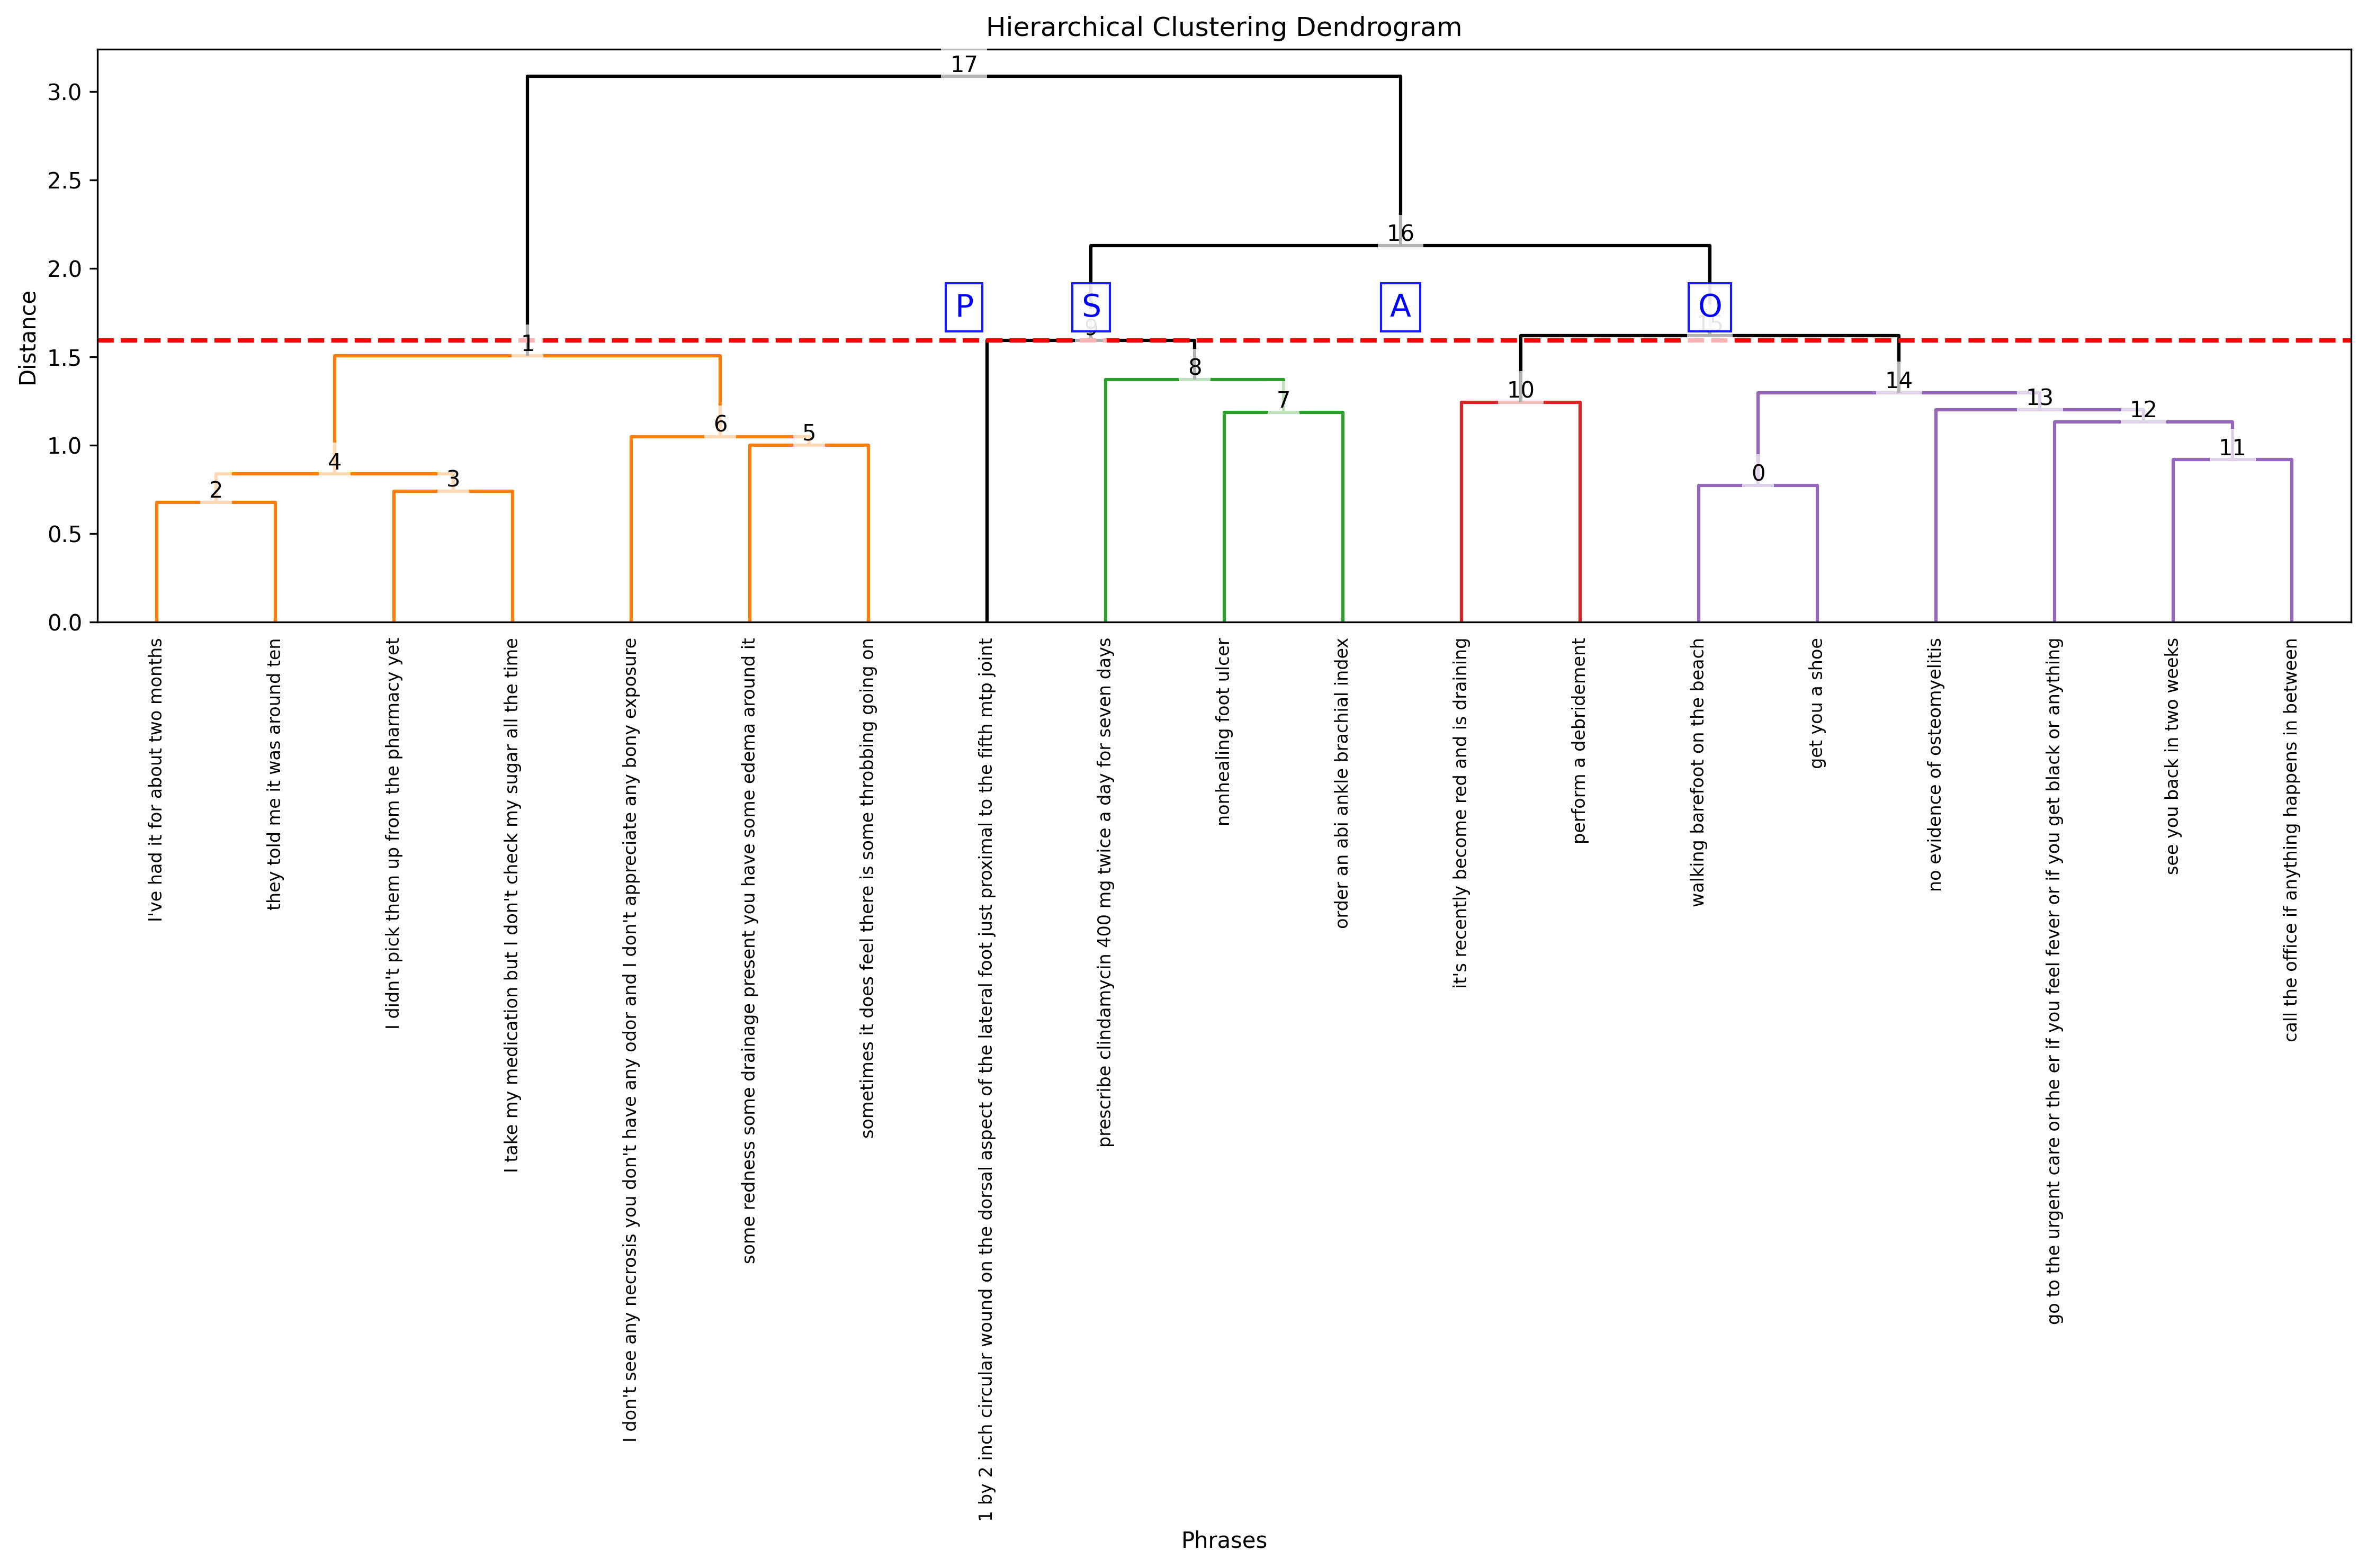 Hierarchical Clustering Dendrogram
17
3.0
2.5
16
2.0
P
S
A
O
9
15
1.5
1
8
14
7
10
13
12
1.0
6
5
11
4
3
0
2
0.5
0.0
Distance
I've had it for about two months
they told me it was around ten
I didn't pick them up from the pharmacy yet
I take my medication but I don't check my sugar all the time
I don't see any necrosis you don't have any odor and I don't appreciate any bony exposure
some redness some drainage present you have some edema around it
sometimes it does feel there is some throbbing going on
1 by 2 inch circular wound on the dorsal aspect of the lateral foot just proximal to the fifth mtp joint
prescribe clindamycin 400 mg twice a day for seven days
nonhealing foot ulcer
order an abi ankle brachial index
it's recently become red and is draining
perform a debridement
walking barefoot on the beach
get you a shoe
no evidence of osteomyelitis
go to the urgent care or the er if you feel fever or if you get black or anything
see you back in two weeks
call the office if anything happens in between
Phrases